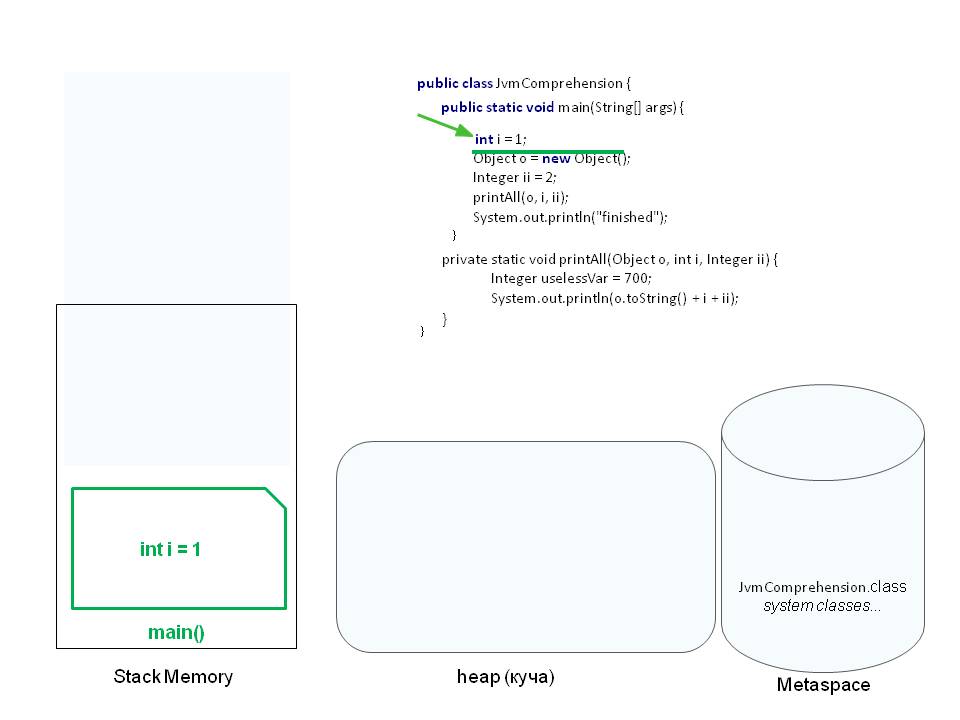 public class JvmComprehension {
public static void main(String[] args) {
int i = 1;
Object o = new Object();
Integer ii = 2;
printAll(o, i, ii);
System.out.println("finished");
}
private static void printAll(Object o, int i, Integer ii) {
Integer uselessVar = 700;
System.out.println(o.toString() + i + ii);
}
}
int i = 1
main()
Stack Memory
heap (куча)
JvmComprehension.class
system classes...
Metaspace